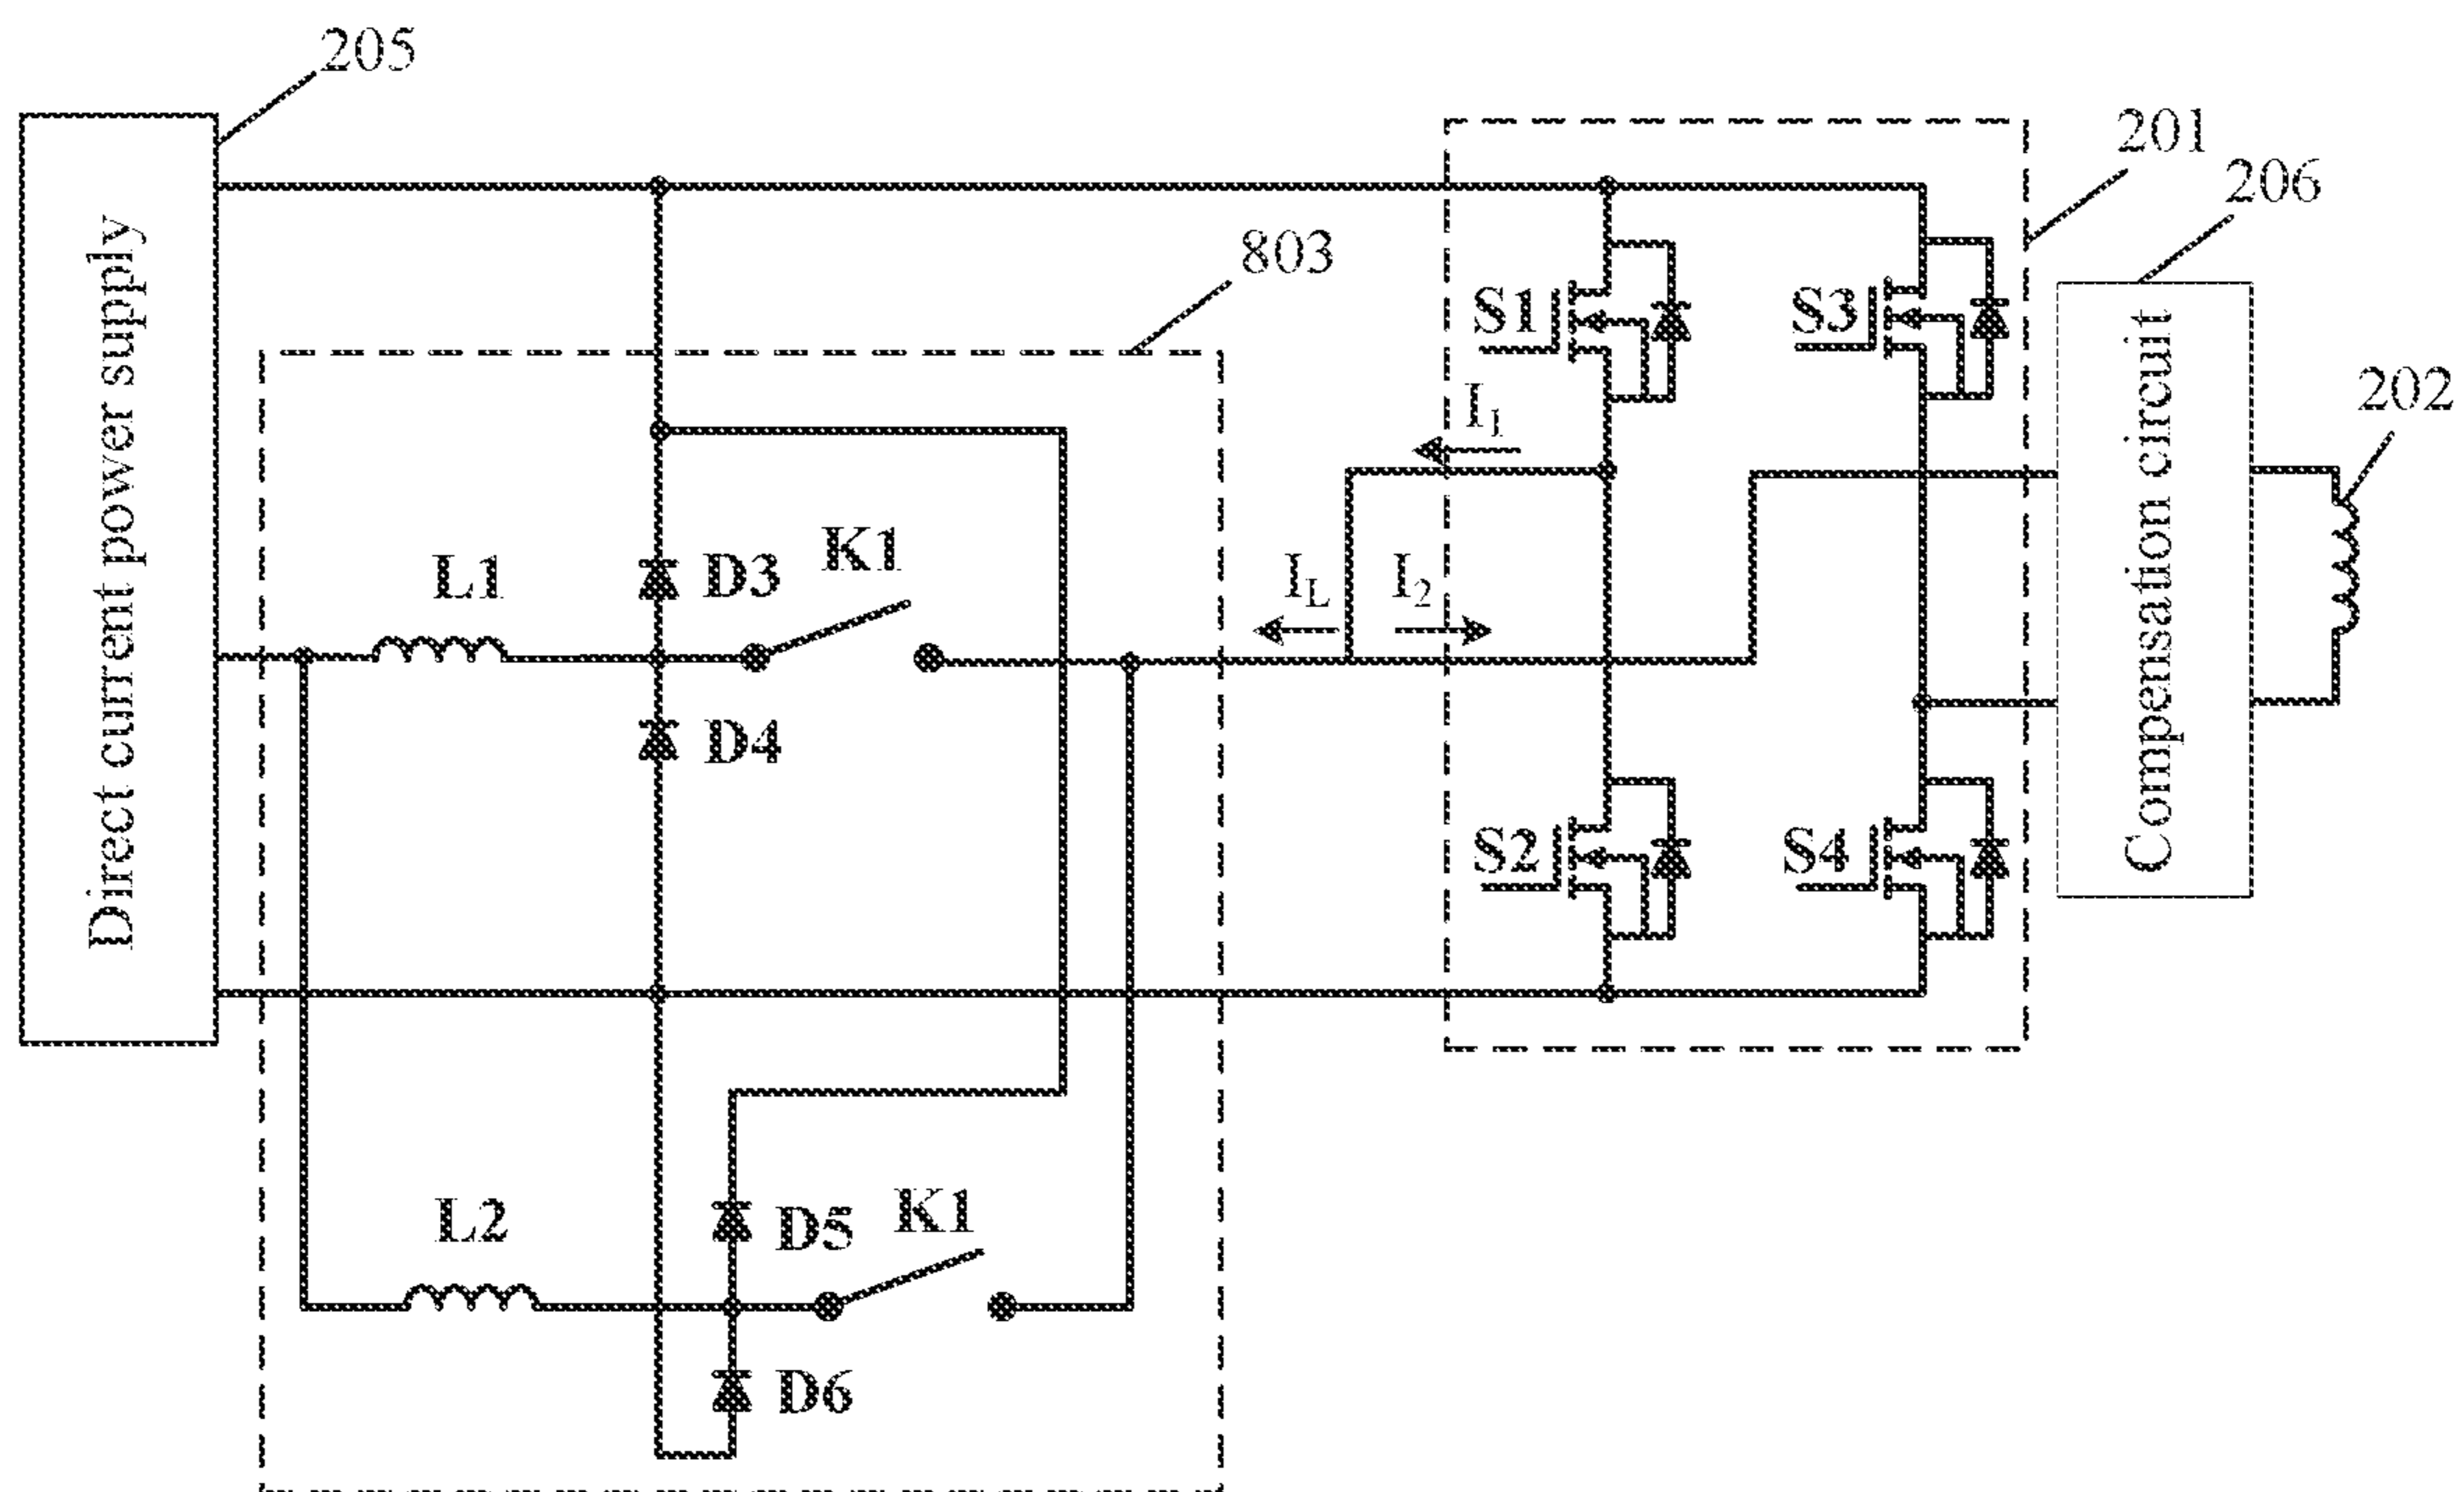 205
201
206
803
Direct current power supply
S1
S3
Compensation circuit
202
I1
L1
D3
K1
IL
I2
D4
S2
S4
L2
D5
K1
D6